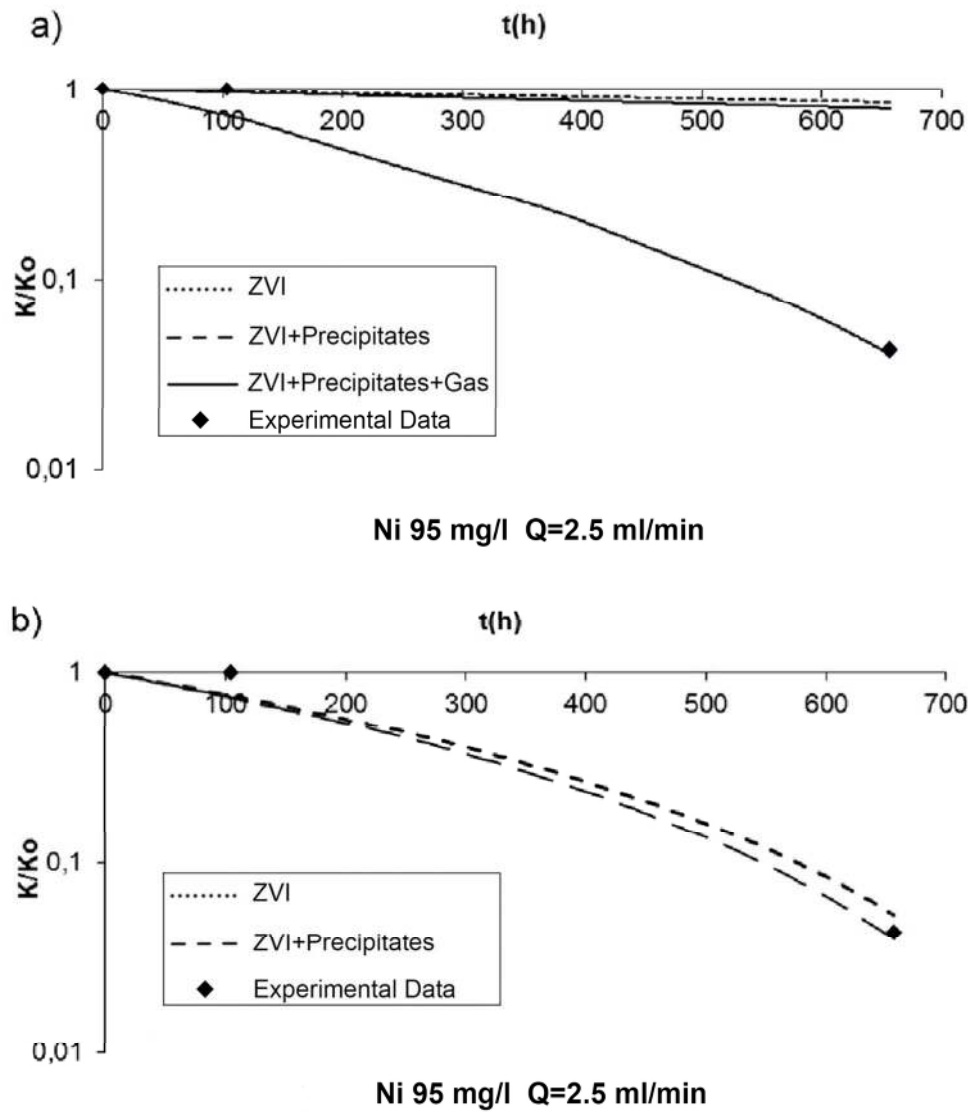 a)
t(h)
1
0 100 200 300 400 500 600 700
K/Ko
0,1
ZVI
ZVI+Precipitates
ZVI+Precipitates+Gas
Experimental Data
0,01
Ni 95 mg/l Q=2.5 ml/min
b)
t(h)
1
0 100 200 300 400 500 600 700
K/Ko
0,1
ZVI
ZVI+Precipitates
Experimental Data
0,01
Ni 95 mg/l Q=2.5 ml/min